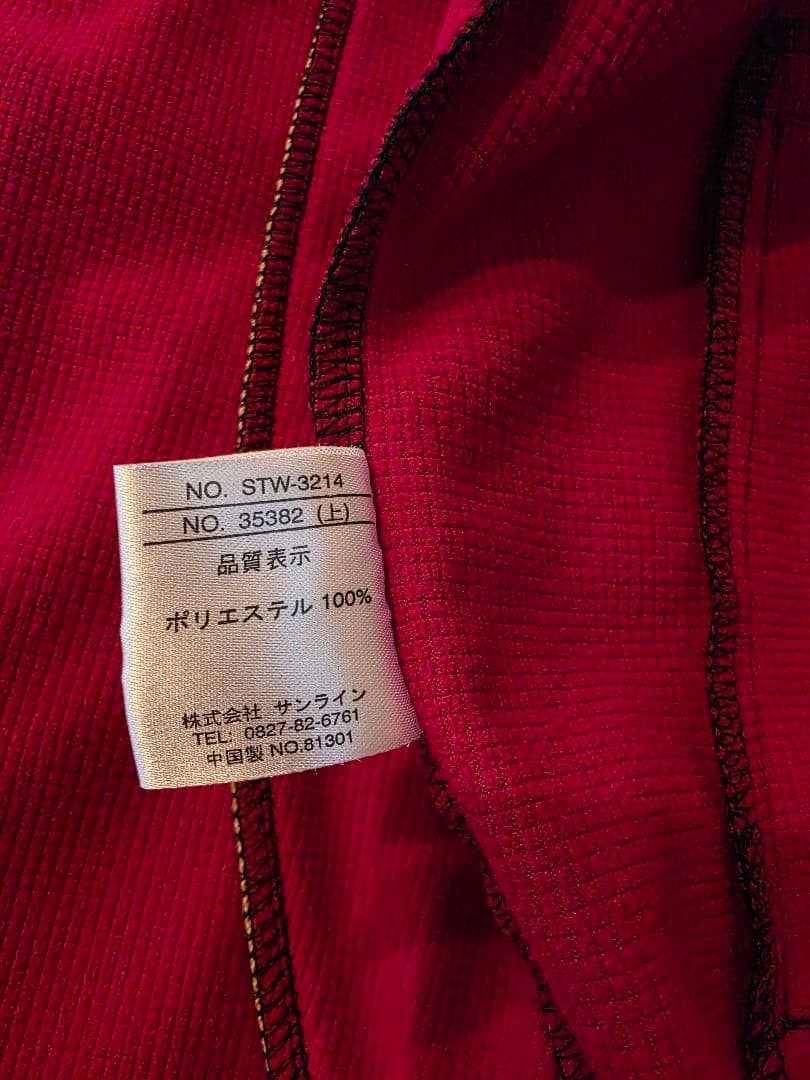 NO. STW-3214
NO. 35382 (上)
品質表示
ポリエステル 100%
株式会社 サンライン
TEL: 0827-82-6761
中国製 NO.81301